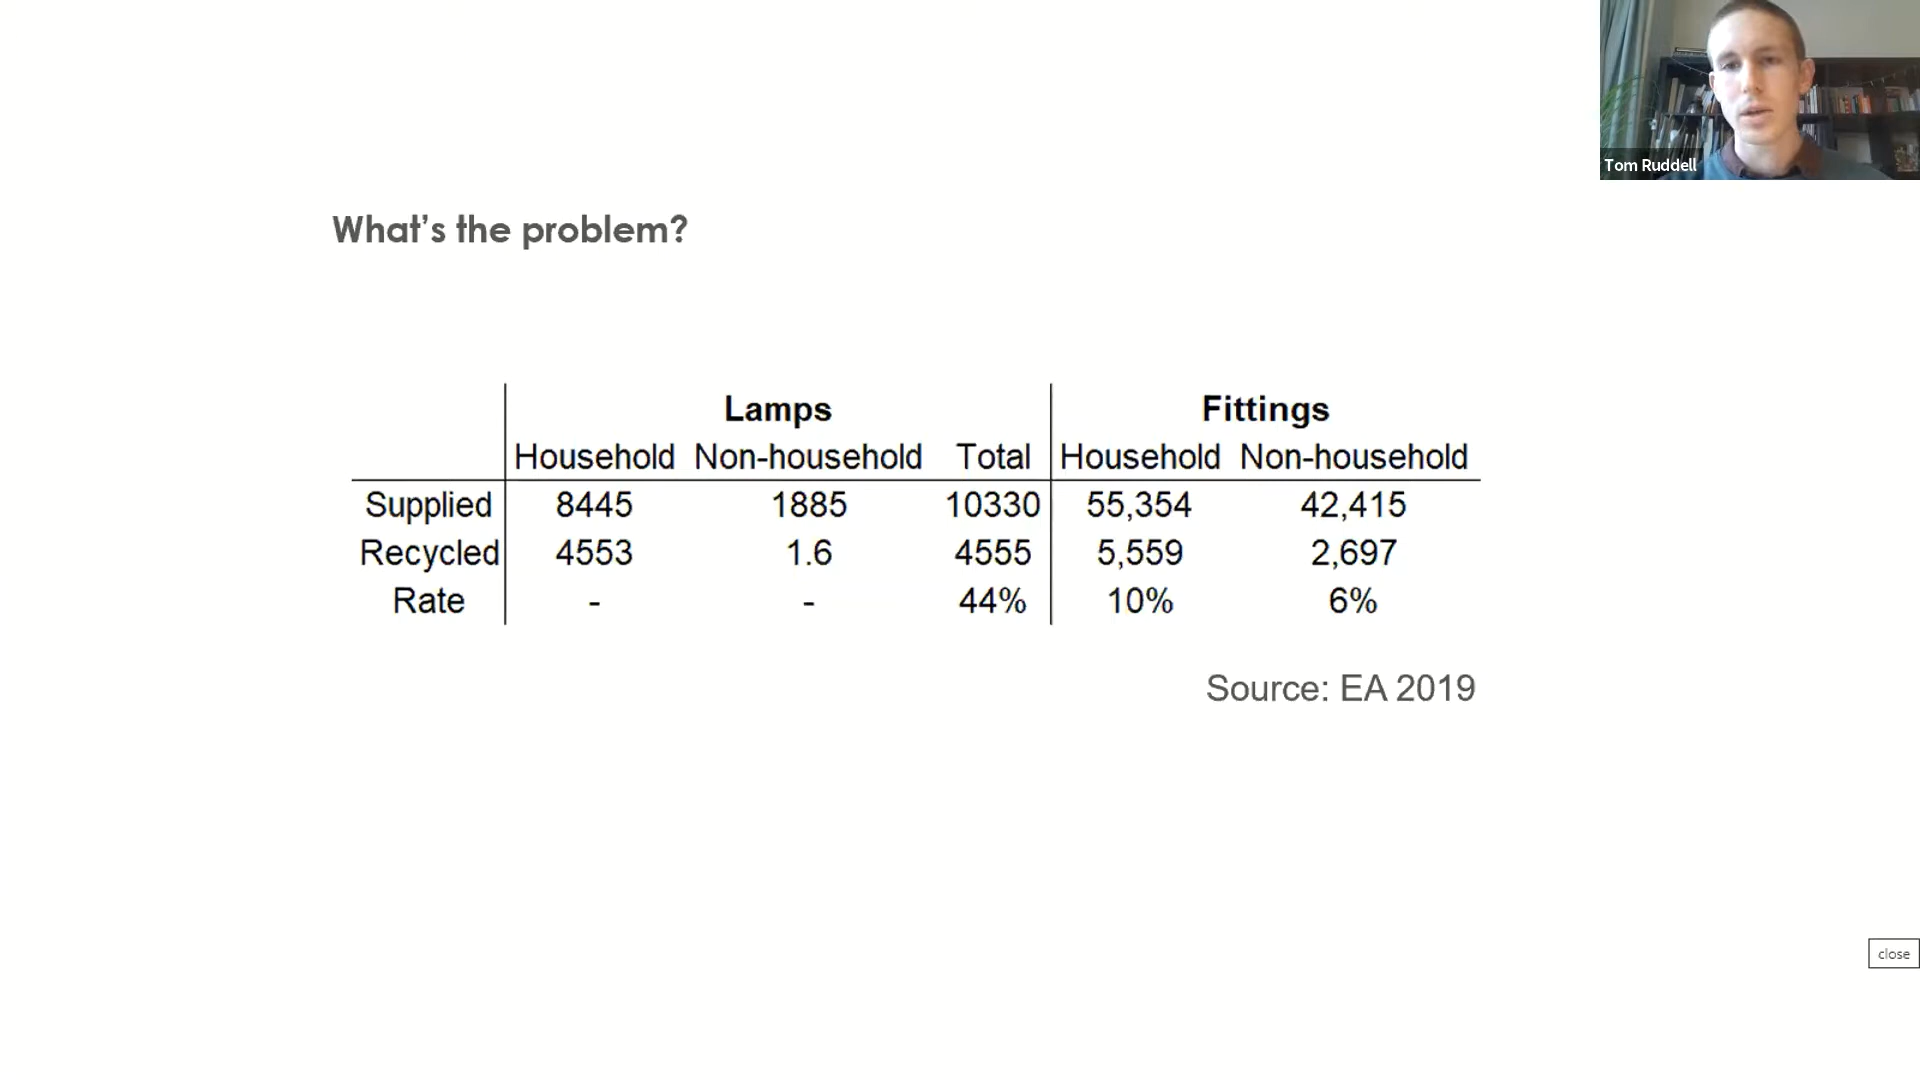 Tom Ruddell
What's the problem?
Lamps Fittings
Household Non-household Total Household Non-household
Supplied 8445 1885 10330 55,354 42,415
Recycled 4553 1.6 4555 5,559 2,697
Rate - - 44% 10% 6%
Source: EA 2019
close